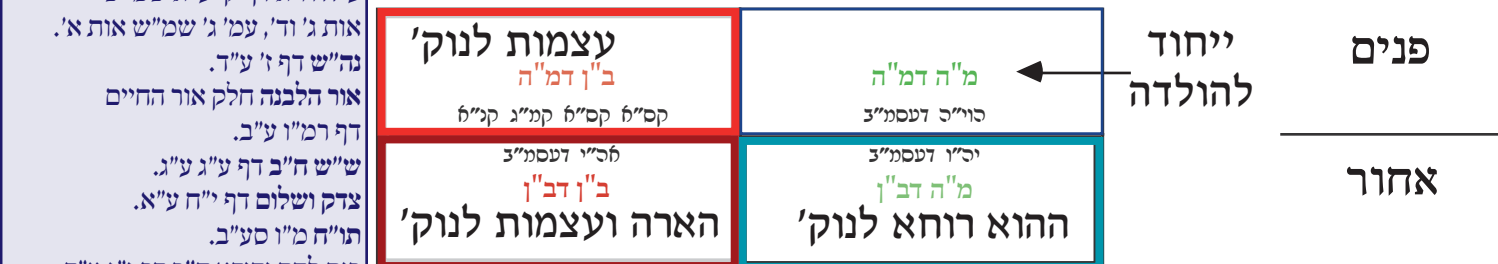 פנים
אחור
ייחוד
להולדה
מ"ה דמ"ה
הוי"ה דעסמ"ב
עצמות לנוק'
ב"ן דמ"ה
קס"א קס"א קמ"ג קנ"א
יה"ו דעסמ"ב
מ"ה דב"ן
ההוא רוחא לנוק'
אה"י דעסמ"ב
ב"ן דב"ן
הארה ועצמות לנוק'
אות ג' וד', עמ' ג' שמ"ש אות א'.
נה"ש דף ז' ע"ד.
אור הלבנה חלק אור החיים
דף רמ"ו ע"ב.
ש"ש ח"ב דף ע"ג ע"ג.
צדק ושלום דף י"ח ע"א.
תו"ח מ"ו סע"ב.